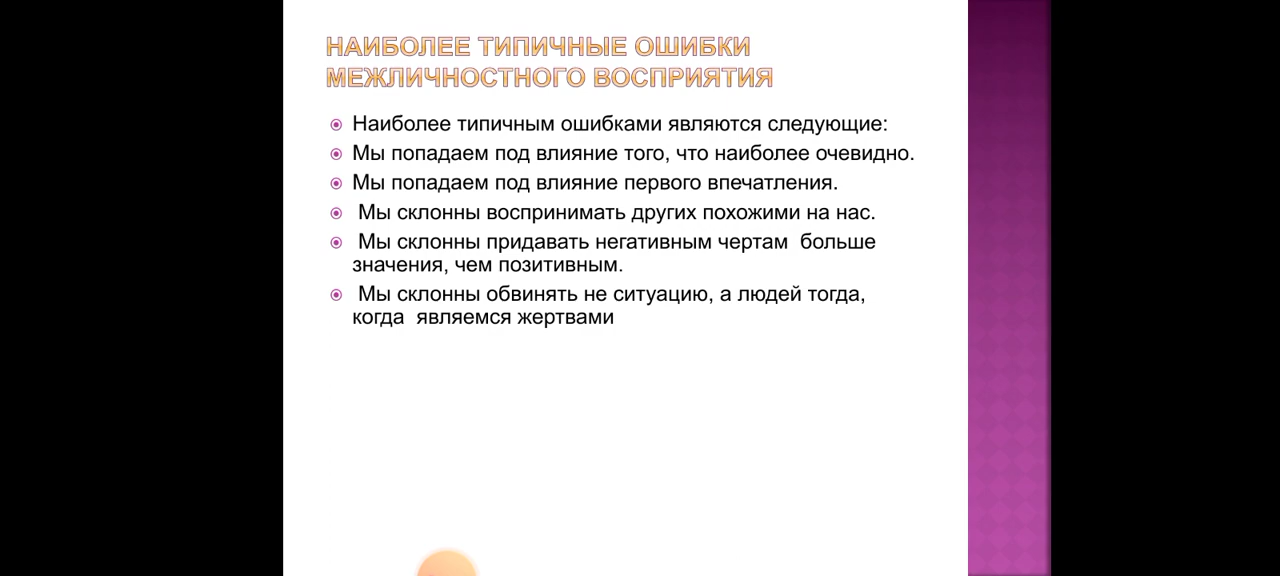 НАИБОЛЕЕ ТИПИЧНЫЕ ОШИБКИ
МЕЖЛИЧНОСТНОГО ВОСПРИЯТИЯ
Наиболее типичным ошибками являются следующие:
Мы попадаем под влияние того, что наиболее очевидно.
Мы попадаем под влияние первого впечатления.
Мы склонны воспринимать других похожими на нас.
Мы склонны придавать негативным чертам  больше
значения, чем позитивным.
Мы склонны обвинять не ситуацию, а людей тогда,
когда  являемся жертвами